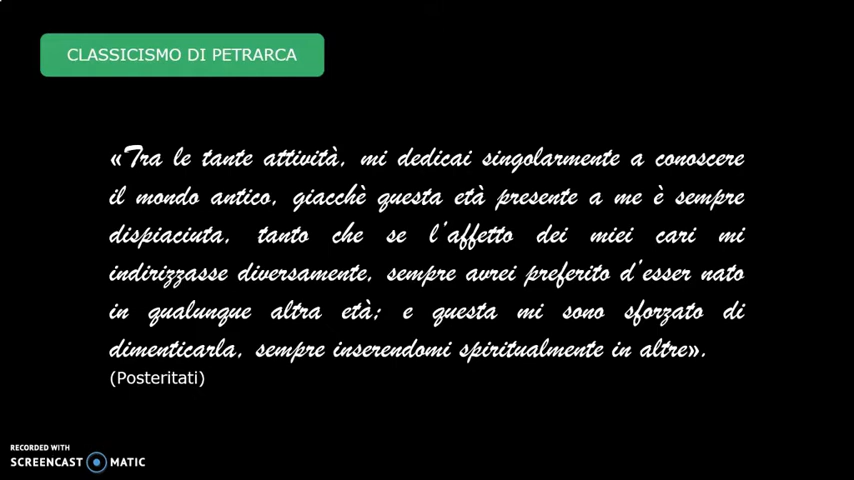 CLASSICISMO DI PETRARCA
«Tra le tante attività, mi dedicai singolarmente a conoscere
il mondo antico, giacchè questa età presente a me è sempre
dispiaciuta, tanto che se l'affetto dei miei cari mi
indirizzasse diversamente, sempre avrei preferito d'esser nato
in qualunque altra età; e questa mi sono sforzato di
dimenticarla, sempre inserendomi spiritualmente in altre».
(Posteritati)
RECORDED WITH
SCREENCAST MATIC